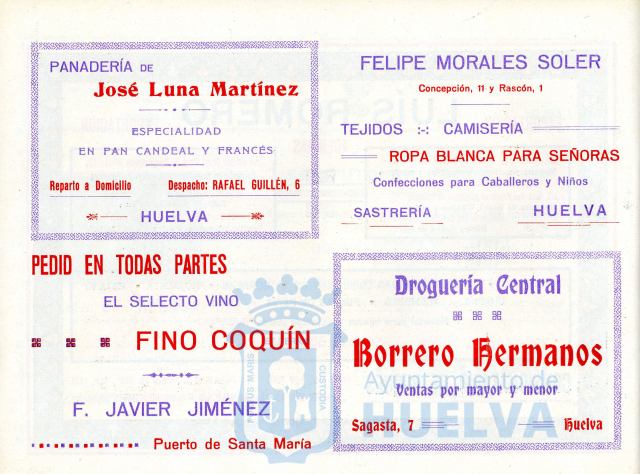 PANADERÍA DE
José Luna Martínez
ESPECIALIDAD
EN PAN CANDEAL Y FRANCÉS
Reparto a Domicilio Despacho: RAFAEL GUILLÉN, 6
HUELVA
FELIPE MORALES SOLER
Concepción, 11 y Rascón, 1
TEJIDOS :-: CAMISERÍA
ROPA BLANCA PARA SEÑORAS
Confecciones para Caballeros y Niños
SASTRERÍA HUELVA
PEDID EN TODAS PARTES
EL SELECTO VINO
FINO COQUÍN
F. JAVIER JIMÉNEZ
Puerto de Santa María
Droguería Central
Borrero Hermanos
Ventas por mayor y menor
Sagasta, 7 Huelva
Ayuntamiento de
HUELVA
MARIS
CUSTODIA